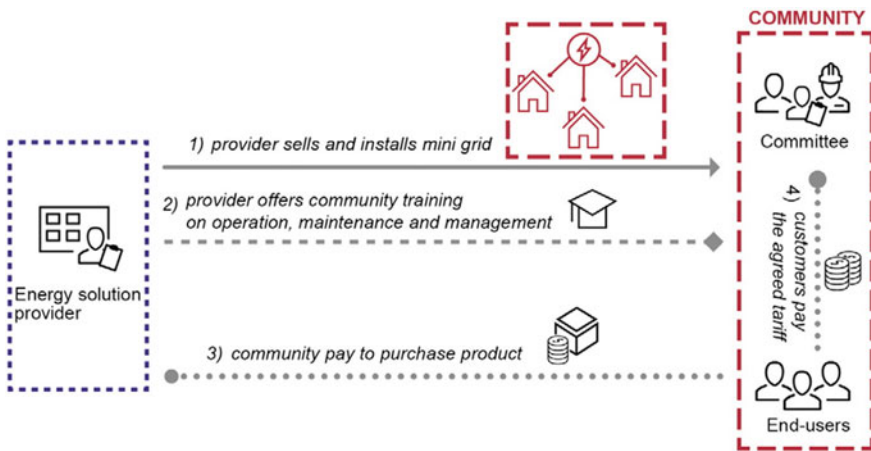 COMMUNITY
1) provider sells and installs mini grid
Committee
2) provider offers community training
on operation, maintenance and management
4) customers pay
the agreed tariff
Energy solution
provider
3) community pay to purchase product
End-users